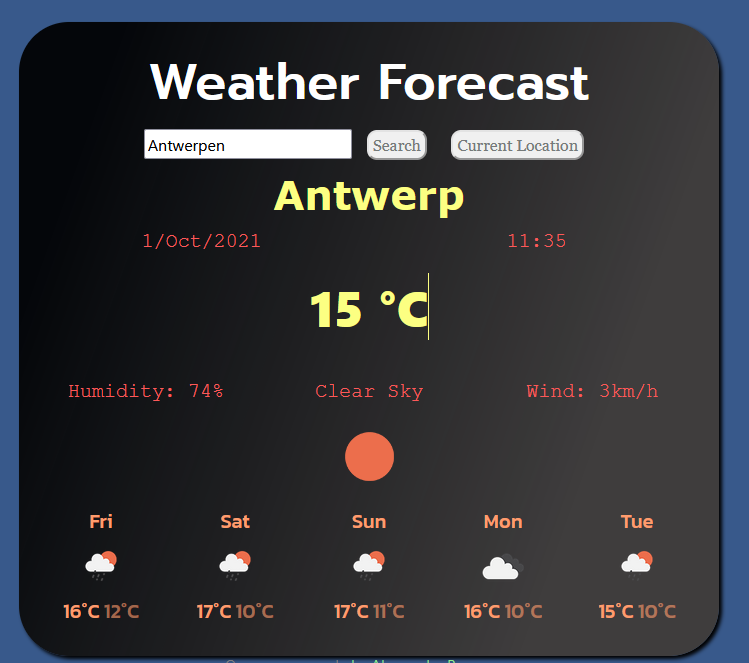 Weather Forecast
Antwerpen Search Current Location
Antwerp
1/Oct/2021 11:35
15 °C
Humidity: 74% Clear Sky Wind: 3km/h
Fri Sat Sun Mon Tue
16°C 12°C 17°C 10°C 17°C 11°C 16°C 10°C 15°C 10°C